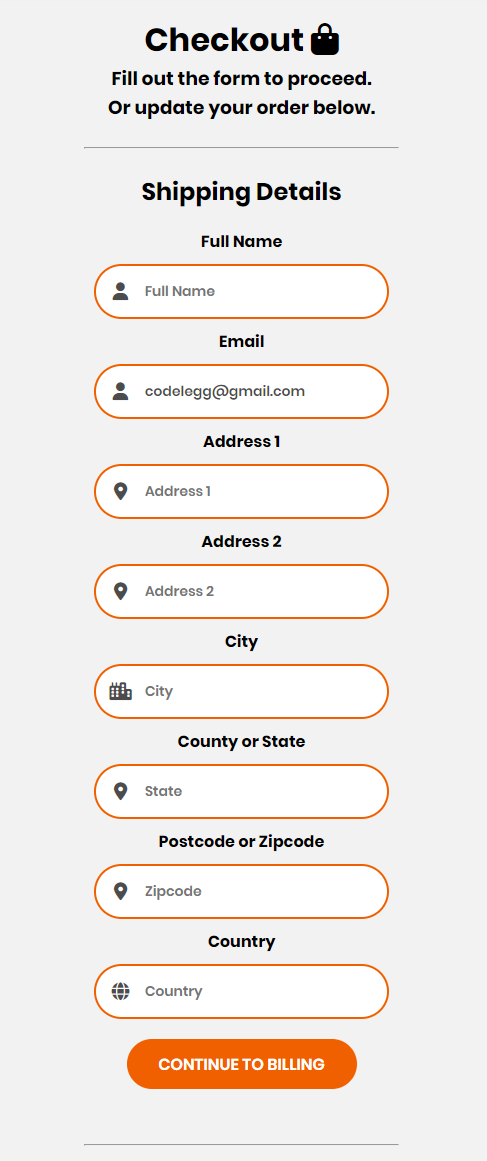 Checkout
Fill out the form to proceed.
Or update your order below.
Shipping Details
Full Name
Full Name
Email
codelegg@gmail.com
Address 1
Address 1
Address 2
Address 2
City
City
County or State
State
Postcode or Zipcode
Zipcode
Country
Country
CONTINUE TO BILLING